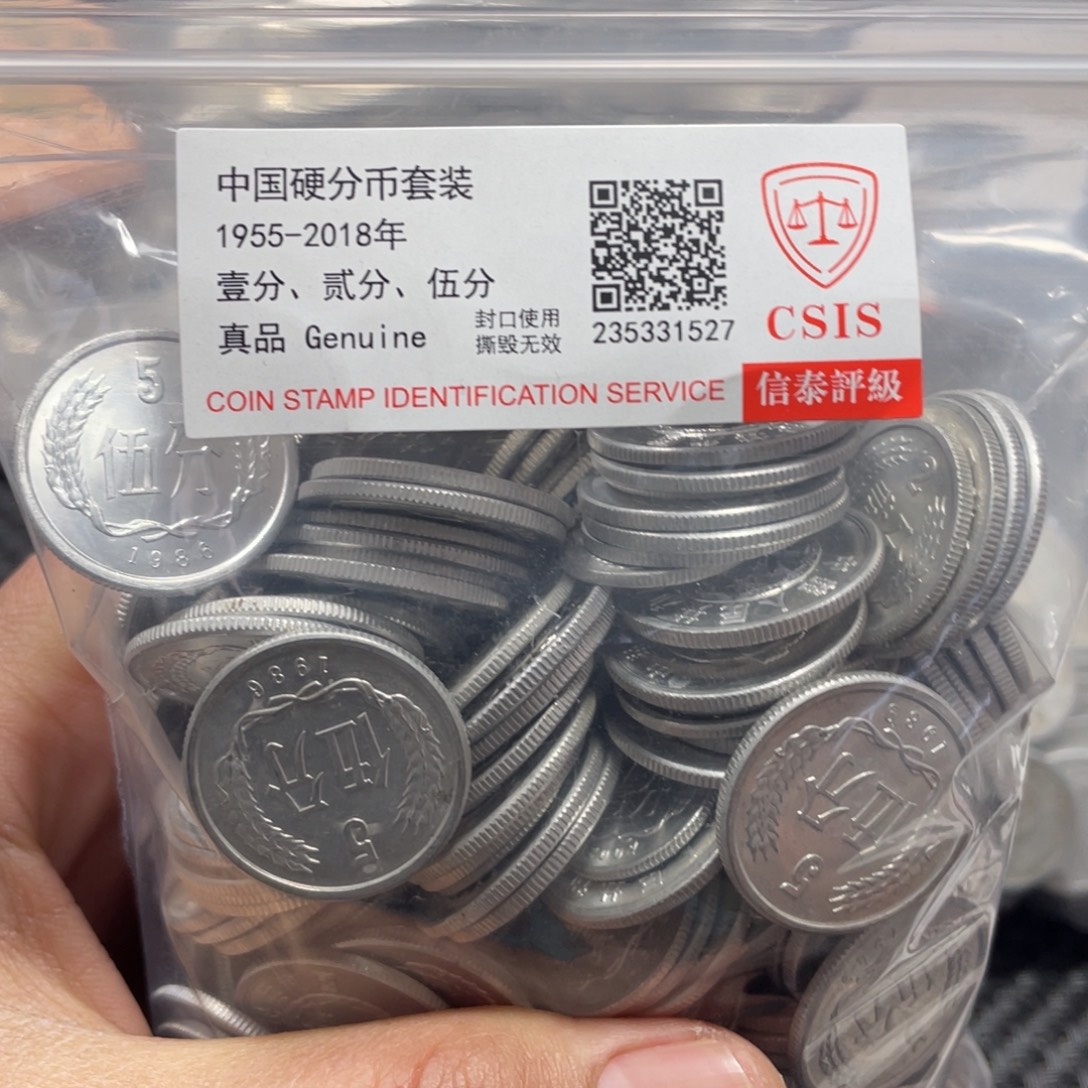 中国硬分币套装
1955-2018年
壹分、贰分、伍分
真品 Genuine
封口使用
撕毁无效
235331527
CSIS
COIN STAMP IDENTIFICATION SERVICE
信泰評級
5
伍分
1986
1986
伍分
5
1986
伍分
5